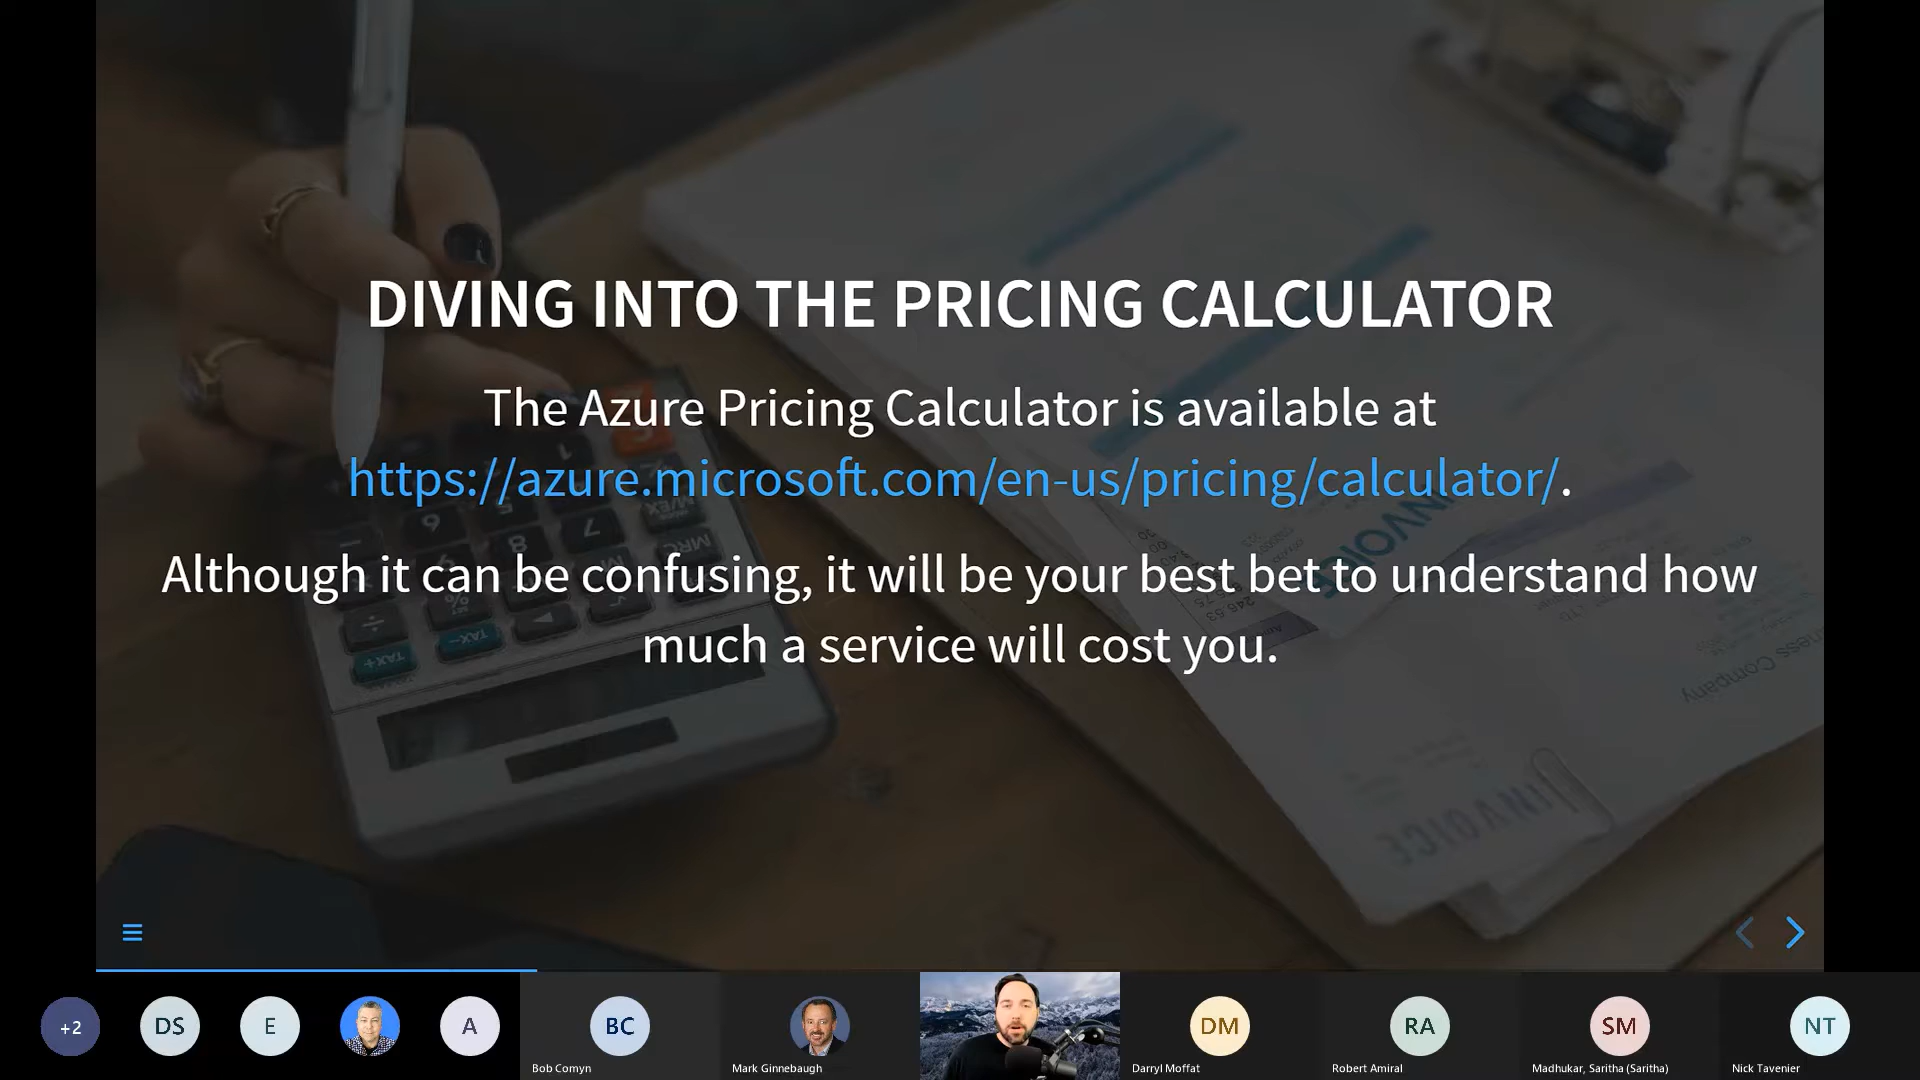 DIVING INTO THE PRICING CALCULATOR
The Azure Pricing Calculator is available at
https://azure.microsoft.com/en-us/pricing/calculator/.
Although it can be confusing, it will be your best bet to understand how
much a service will cost you.
INVOICE
INVOICE
+2
DS
E
A
BC
DM
RA
SM
NT
Bob Comyn
Mark Ginnebaugh
Darryl Moffat
Robert Amiral
Madhukar, Saritha (Saritha)
Nick Tavenier